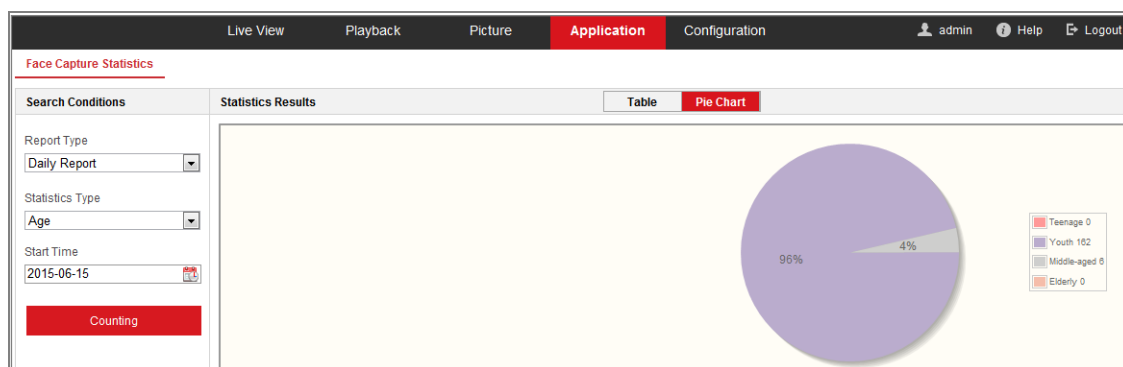 Live View Playback Picture Application Configuration admin Help Logout
Face Capture Statistics
Search Conditions
Statistics Results
Table Pie Chart
Report Type
Daily Report
Statistics Type
Age
Start Time
2015-06-15
Counting
96%
4%
Teenage 0
Youth 162
Middle-aged 6
Elderly 0